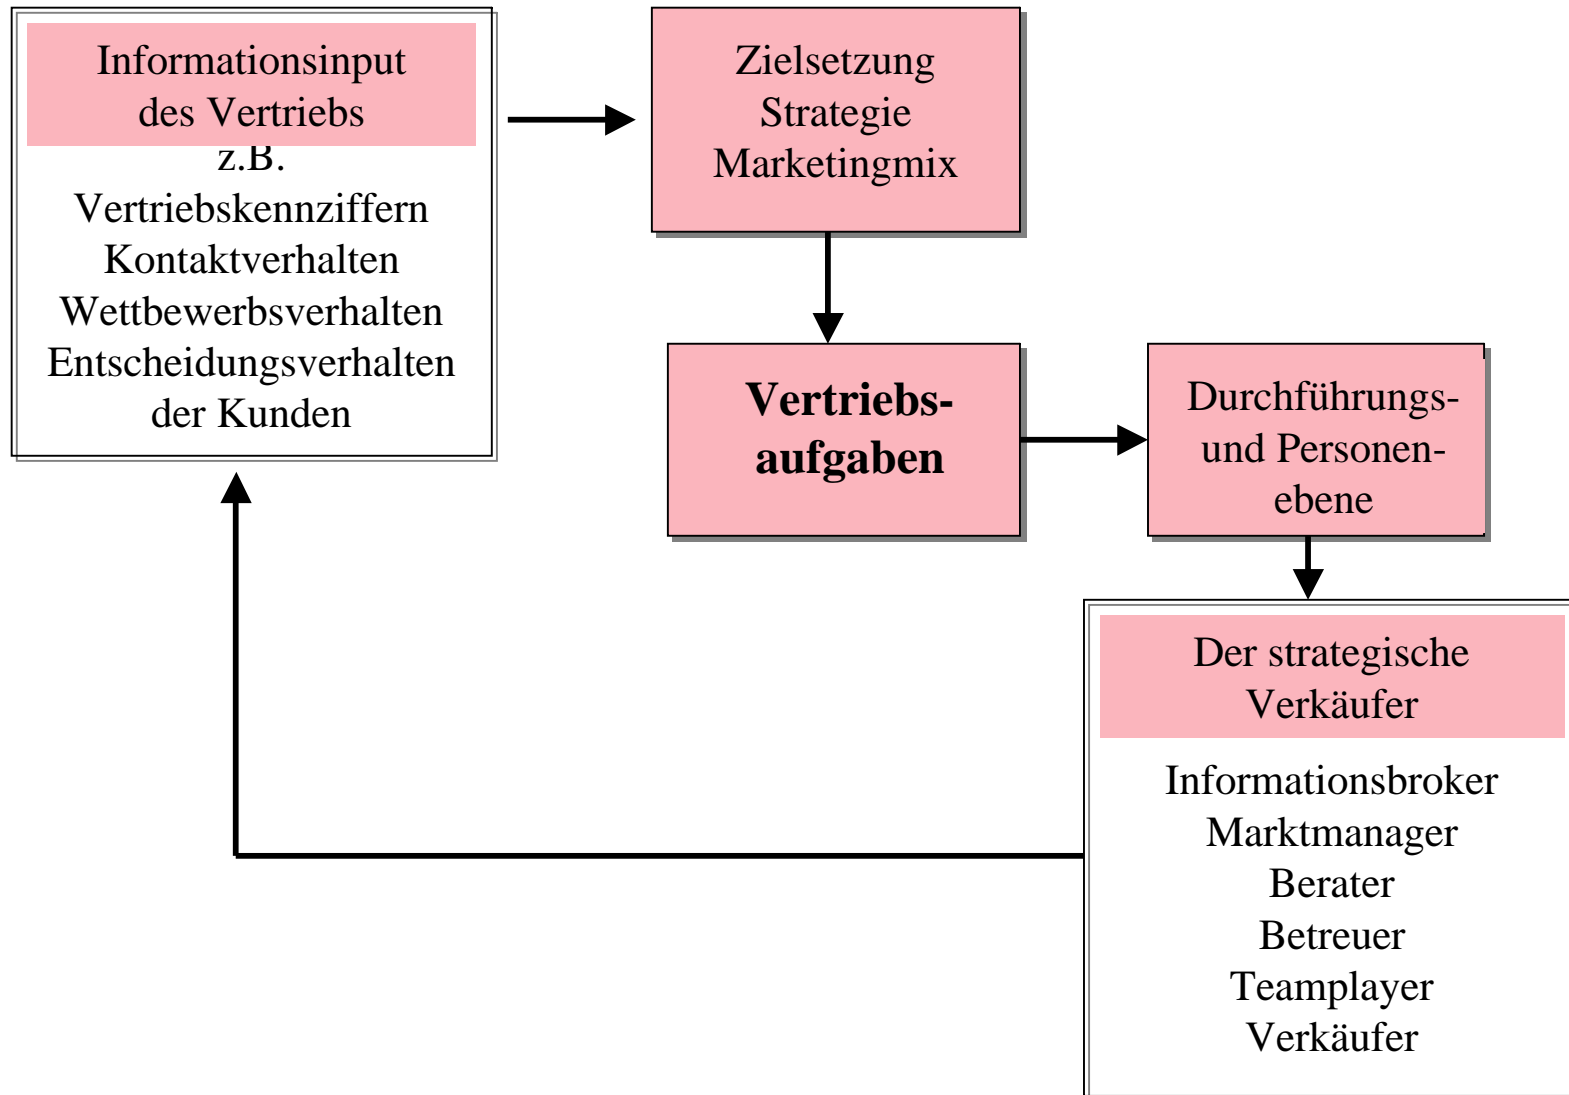 Informationsinput
des Vertriebs
z.B.
Vertriebskennziffern
Kontaktverhalten
Wettbewerbsverhalten
Entscheidungsverhalten
der Kunden
Zielsetzung
Strategie
Marketingmix
Vertriebs-
aufgaben
Durchführungs-
und Personen-
ebene
Der strategische
Verkäufer
Informationsbroker
Marktmanager
Berater
Betreuer
Teamplayer
Verkäufer